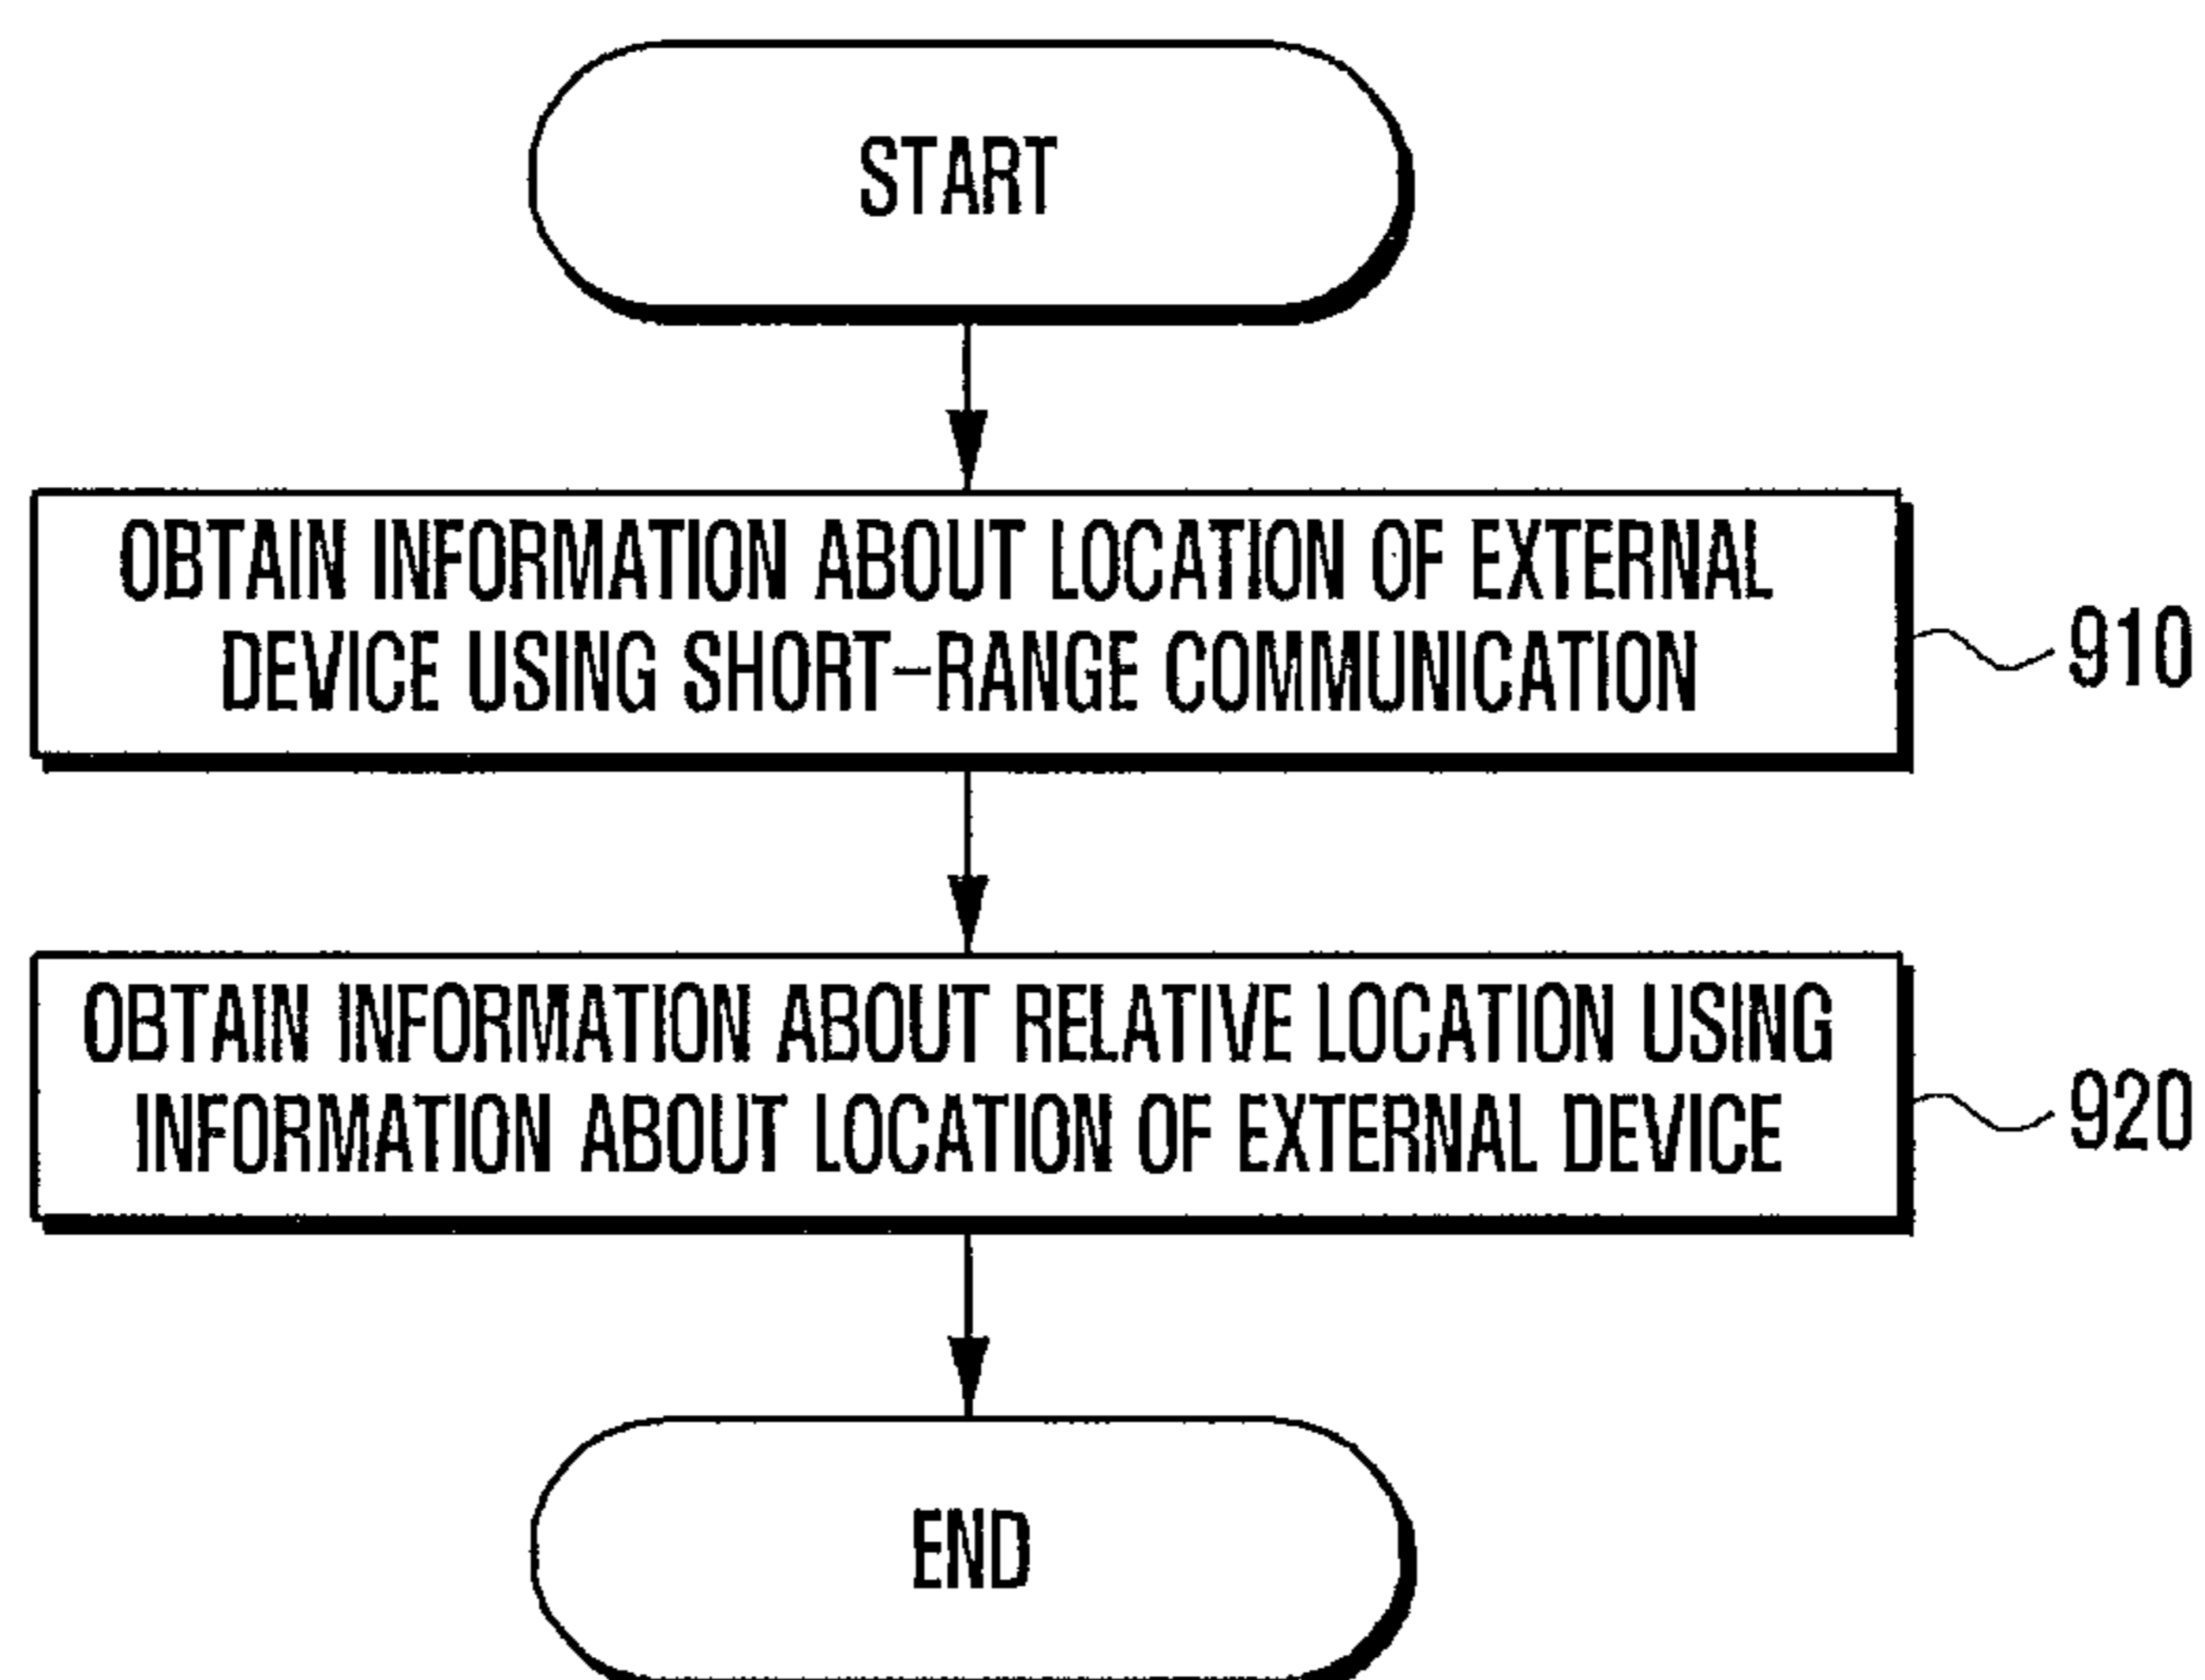 START
OBTAIN INFORMATION ABOUT LOCATION OF EXTERNAL
DEVICE USING SHORT-RANGE COMMUNICATION
910
OBTAIN INFORMATION ABOUT RELATIVE LOCATION USING
INFORMATION ABOUT LOCATION OF EXTERNAL DEVICE
920
END